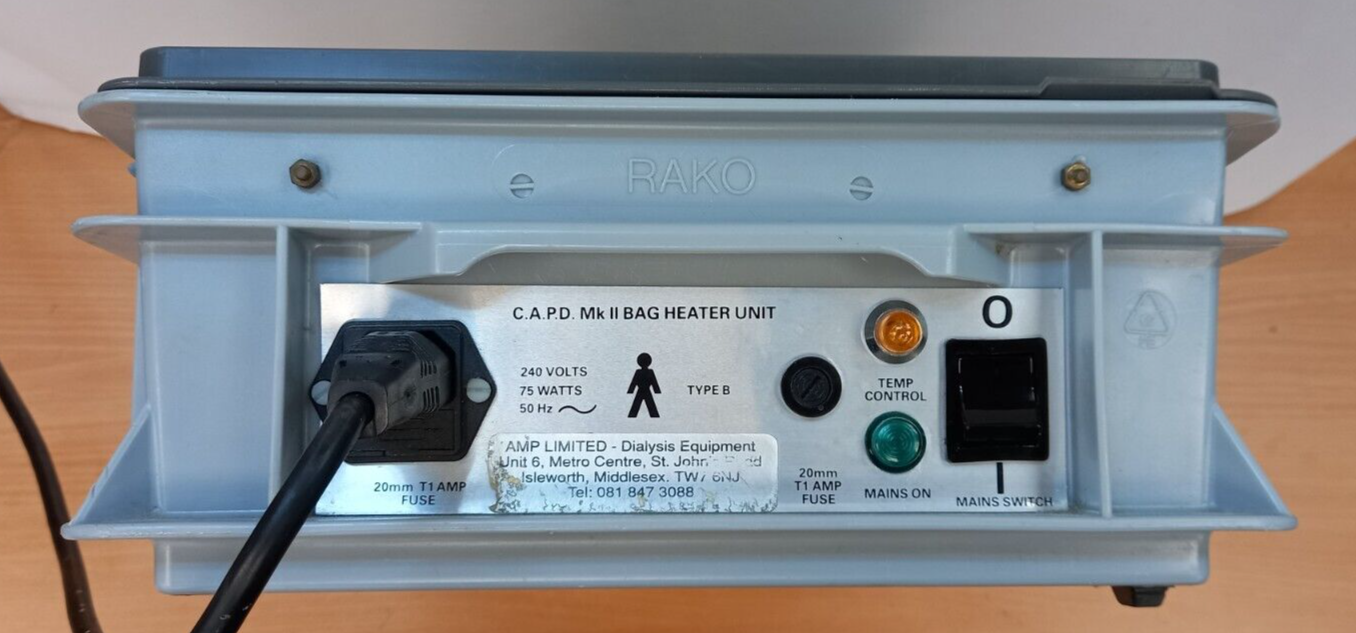 RAKO
C.A.P.D. Mk II BAG HEATER UNIT
240 VOLTS
75 WATTS
50 Hz
TYPE B
AMP LIMITED - Dialysis Equipment
Unit 6, Metro Centre, St. John's
Isleworth, Middlesex. TW7 6NJ
Tel: 081 847 3088
20mm T1 AMP
FUSE
20mm
T1 AMP
FUSE
TEMP
CONTROL
MAINS ON
O
I
MAINS SWITCH